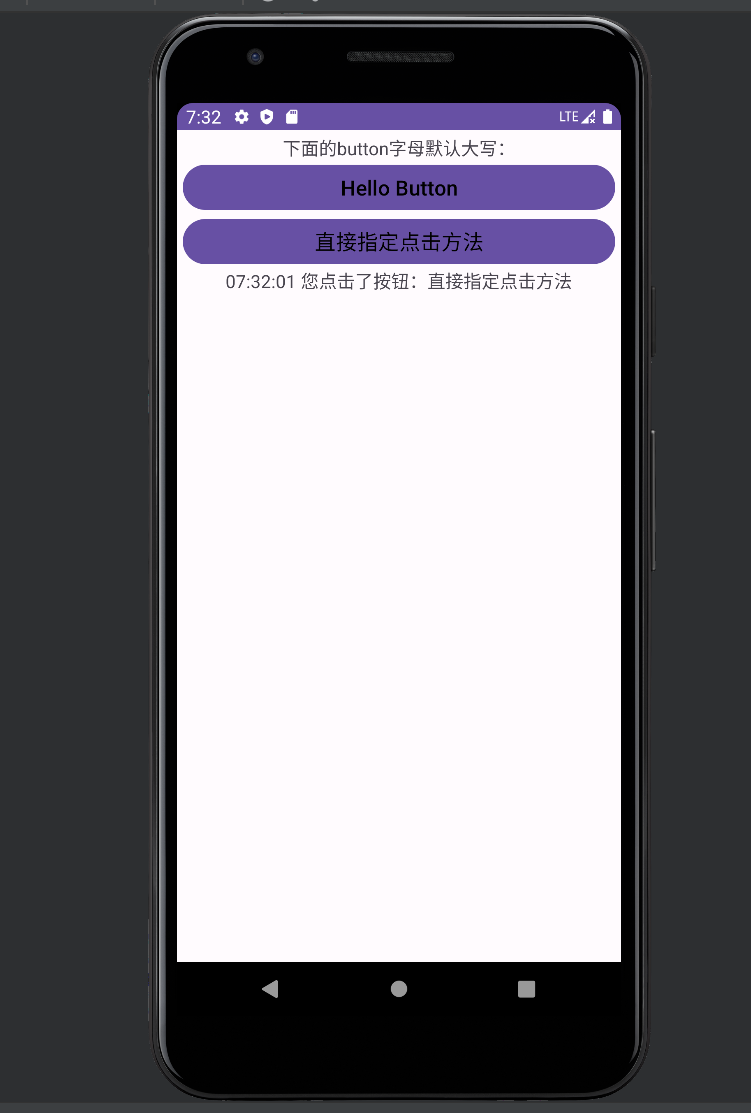 7:32 LTE
下面的button字母默认大写：
Hello Button
直接指定点击方法
07:32:01 您点击了按钮：直接指定点击方法